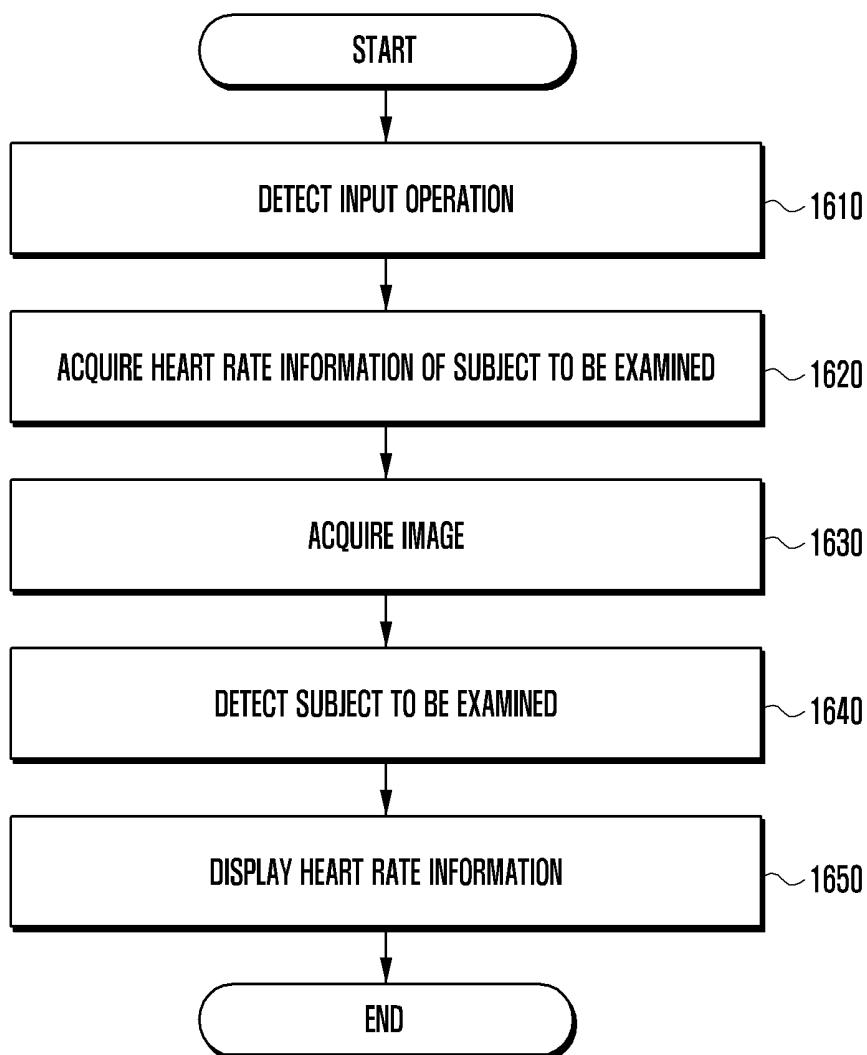 START
DETECT INPUT OPERATION
1610
ACQUIRE HEART RATE INFORMATION OF SUBJECT TO BE EXAMINED
1620
ACQUIRE IMAGE
1630
DETECT SUBJECT TO BE EXAMINED
1640
DISPLAY HEART RATE INFORMATION
1650
END